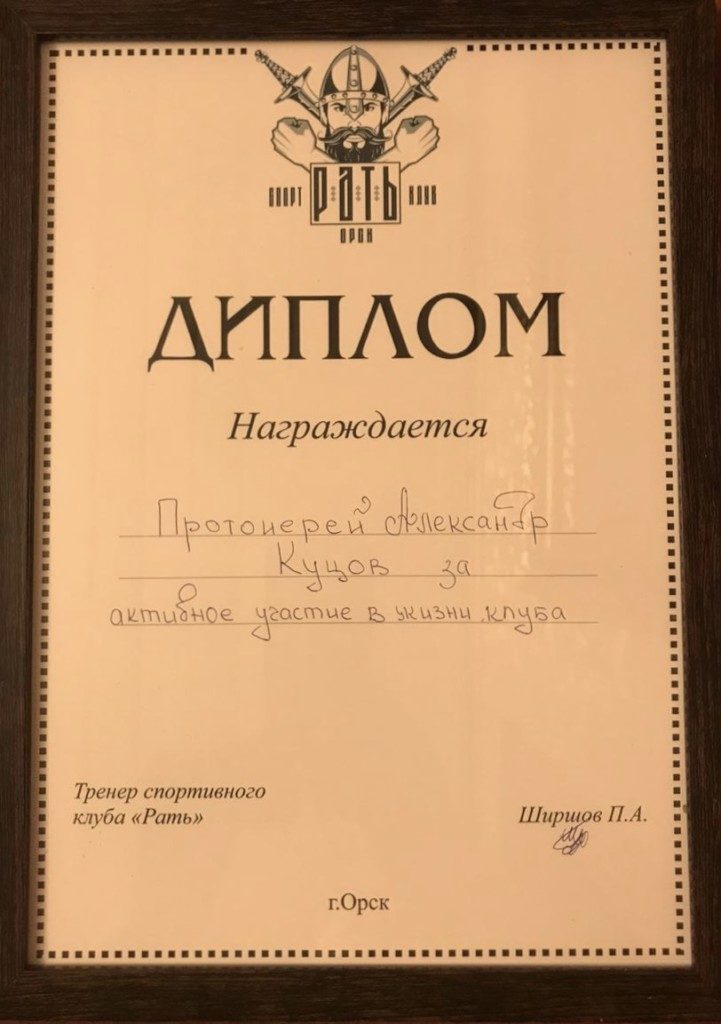 СПОРТ РАТЬ КЛУБ
ОРСК
ДИПЛОМ
Награждается
Протоиерей Александр
Куцов за
активное участие в жизни клуба
Тренер спортивного
клуба «Рать»
Ширшов П.А.
г.Орск